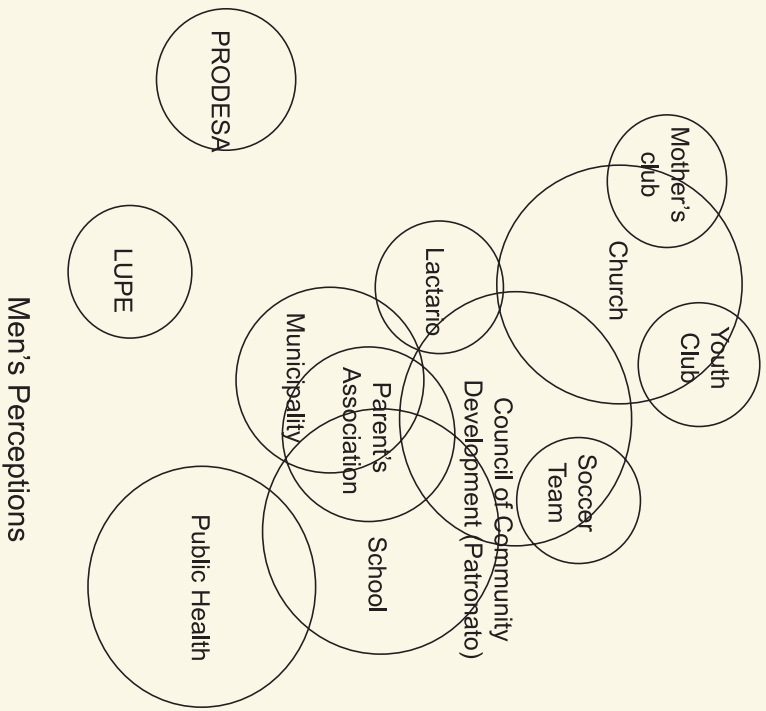 Mother's
club
Youth
Club
Church
Soccer
Team
Council of Community
Development (Patronato)
Lactario
Parent's
Association
School
Municipality
PRODESA
Public Health
LUPE
Men's Perceptions